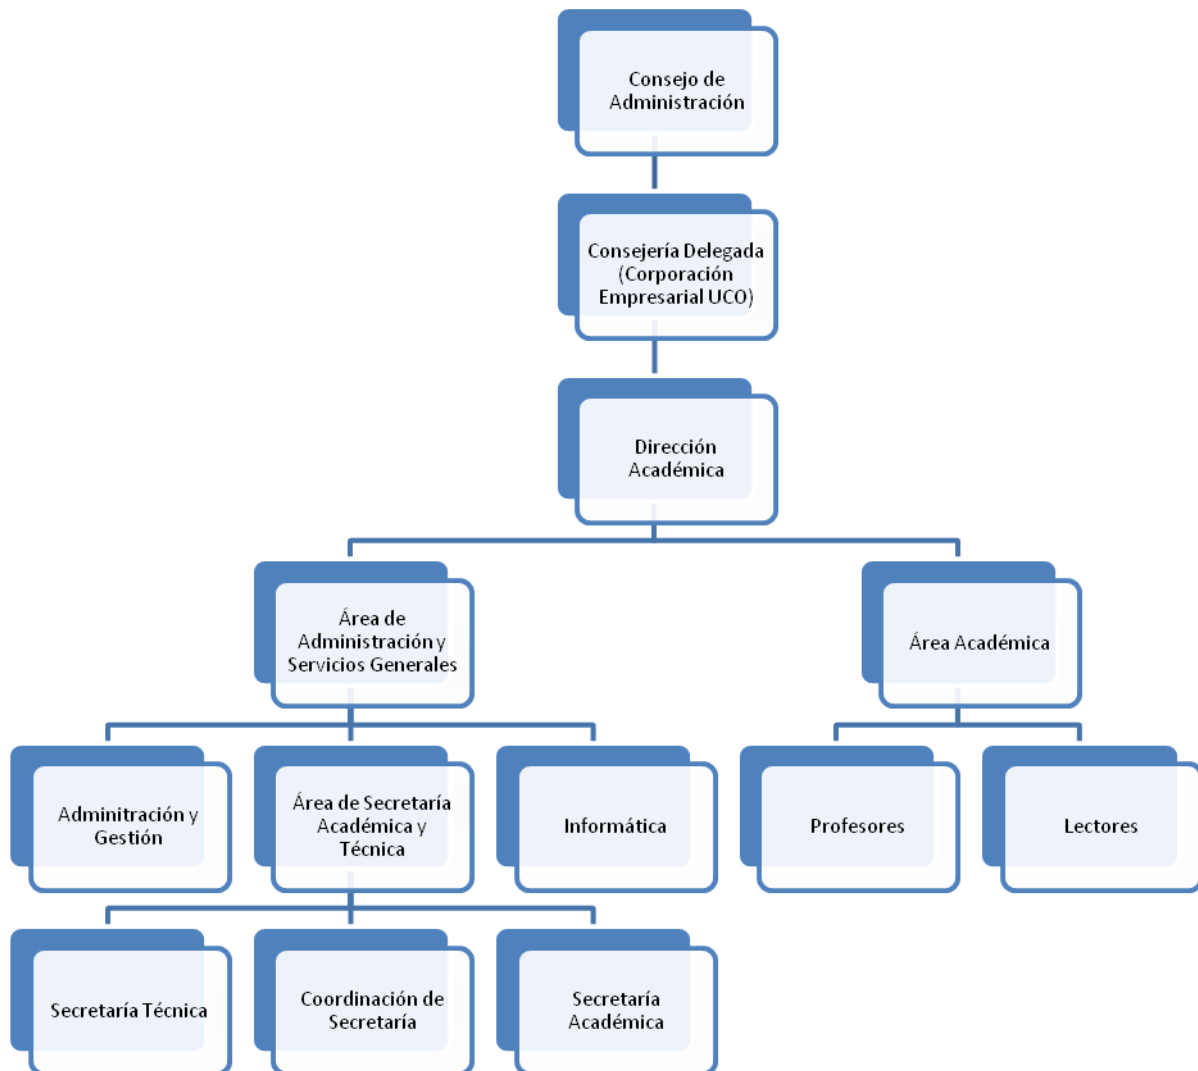 Consejo de
Administración
Consejería Delegada
(Corporación
Empresarial UCO)
Dirección
Académica
Área de
Administración y
Servicios Generales
Área Académica
Adminitración y
Gestión
Área de Secretaría
Académica y
Técnica
Informática
Profesores
Lectores
Secretaría Técnica
Coordinación de
Secretaría
Secretaría
Académica